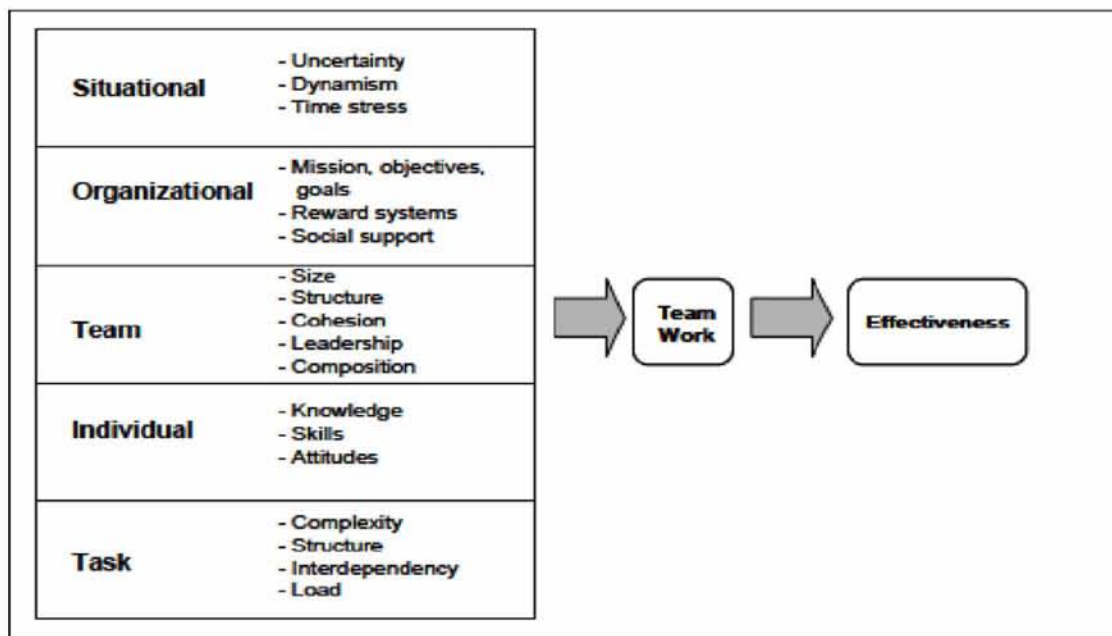 Situational
- Uncertainty
- Dynamism
- Time stress
Organizational
- Mission, objectives,
goals
- Reward systems
- Social support
Team
- Size
- Structure
- Cohesion
- Leadership
- Composition
Individual
- Knowledge
- Skills
- Attitudes
Task
- Complexity
- Structure
- Interdependency
- Load
Team
Work
Effectiveness